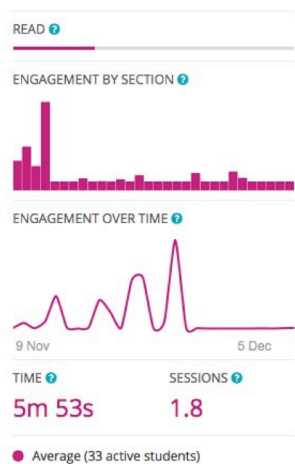 READ ?
ENGAGEMENT BY SECTION ?
ENGAGEMENT OVER TIME ?
9 Nov 5 Dec
TIME ? SESSIONS ?
5m 53s 1.8
Average (33 active students)